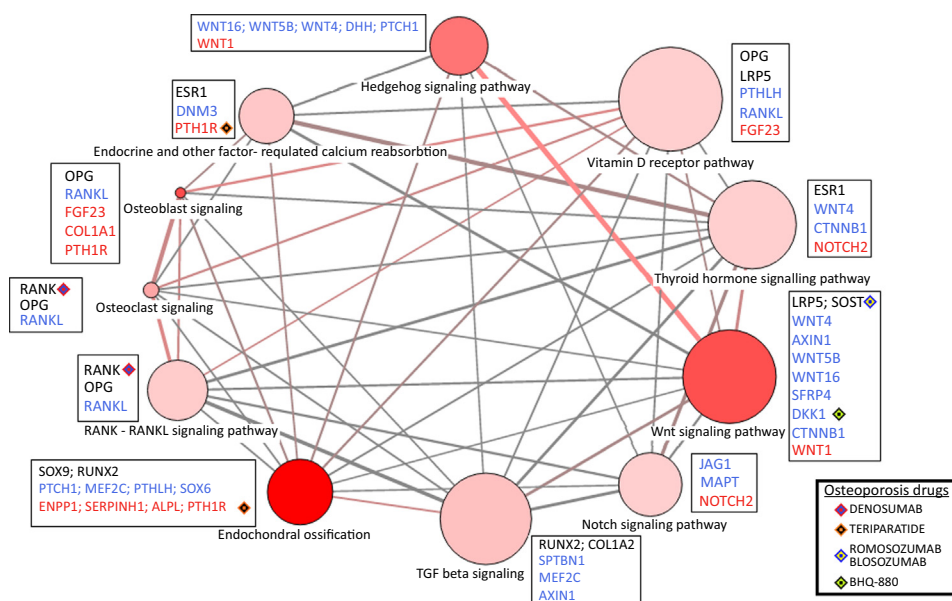 WNT16; WNT5B; WNT4; DHH; PTCH1
WNT1
Hedgehog signaling pathway
OPG
LRP5
PTHLH
RANKL
FGF23
Vitamin D receptor pathway
ESR1
DNM3
PTH1R
Endocrine and other factor- requlated calcium reabsorbtion
OPG
RANKL
FGF23
COL1A1
PTH1R
Osteoblast signaling
ESR1
WNT4
CTNNB1
NOTCH2
Thyroid hormone signalling pathway
RANK
OPG
RANKL
Osteoclast signaling
LRP5; SOST
WNT4
AXIN1
WNT5B
WNT16
SFRP4
DKK1
CTNNB1
WNT1
Wnt signaling pathway
RANK
OPG
RANKL
RANK - RANKL signaling pathway
SOX9; RUNX2
PTCH1; MEF2C; PTHLH; SOX6
ENPP1; SERPINH1; ALPL; PTH1R
Endochondral ossification
JAG1
MAPT
NOTCH2
Notch signaling pathway
RUNX2; COL1A2
SPTBN1
MEF2C
AXIN1
TGF beta signaling
Osteoporosis drugs
DENOSUMAB
TERIPARATIDE
ROMOSOZUMAB
BLOSOZUMAB
BHQ-880